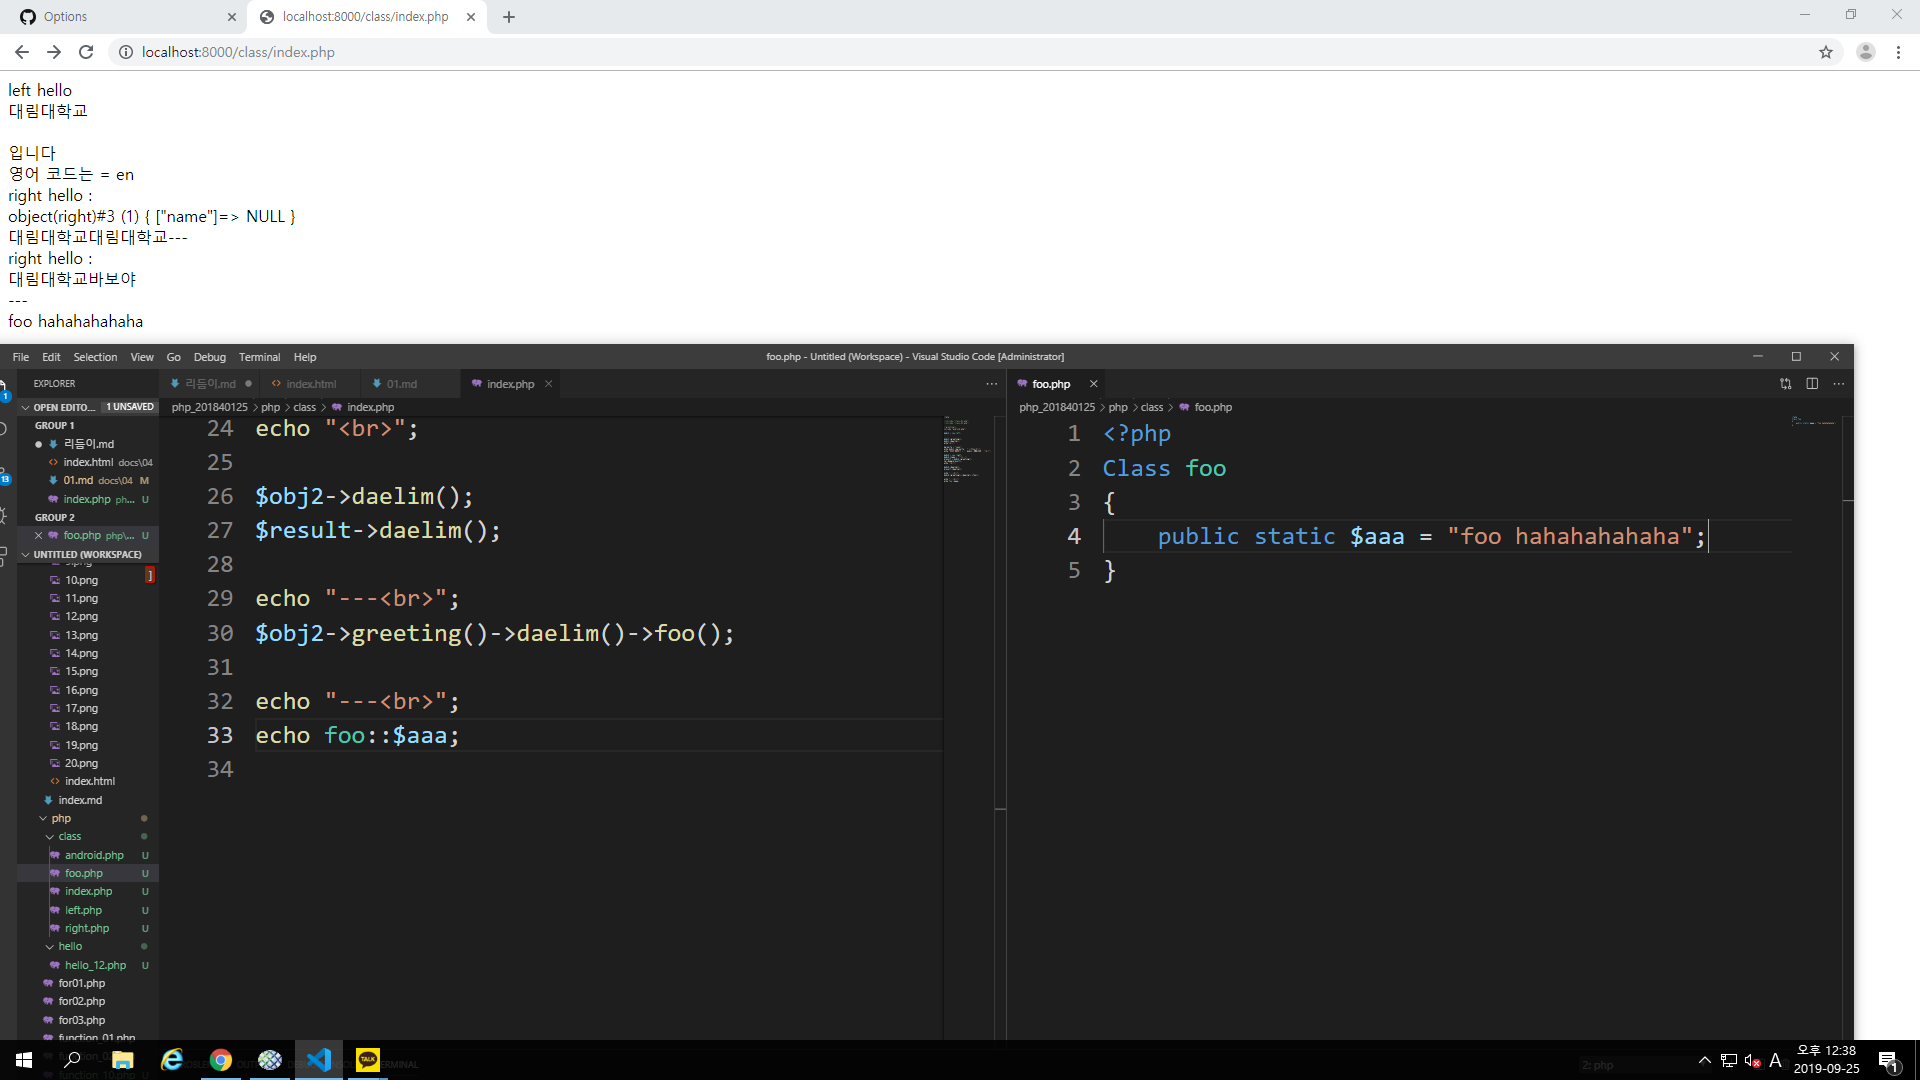 Options
localhost:8000/class/index.php
localhost:8000/class/index.php
left hello
대림대학교
입니다
영어 코드는 = en
right hello :
object(right)#3 (1) { ["name"]=> NULL }
대림대학교대림대학교---
right hello :
대림대학교바보야
---
foo hahahahahaha
File Edit Selection View Go Debug Terminal Help
foo.php - Untitled (Workspace) - Visual Studio Code [Administrator]
EXPLORER
OPEN EDITO... 1 UNSAVED
GROUP 1
리듬이.md
index.html docs\04
01.md docs\04 M
index.php ph... U
GROUP 2
foo.php php\... U
UNTITLED (WORKSPACE)
10.png
11.png
12.png
13.png
14.png
15.png
16.png
17.png
18.png
19.png
20.png
index.html
index.md
php
class
android.php U
foo.php U
index.php U
left.php U
right.php U
hello
hello_12.php U
for01.php
for02.php
for03.php
function_01.php
리듬이.md index.html 01.md index.php
php_201840125 > php > class > index.php
24 echo "<br>";
25
26 $obj2->daelim();
27 $result->daelim();
28
29 echo "---<br>";
30 $obj2->greeting()->daelim()->foo();
31
32 echo "---<br>";
33 echo foo::$aaa;
34
foo.php
php_201840125 > php > class > foo.php
1 <?php
2 Class foo
3 {
4 public static $aaa = "foo hahahahahaha";
5 }
1
13
TALK
2: php
A
오후 12:38
2019-09-25
1